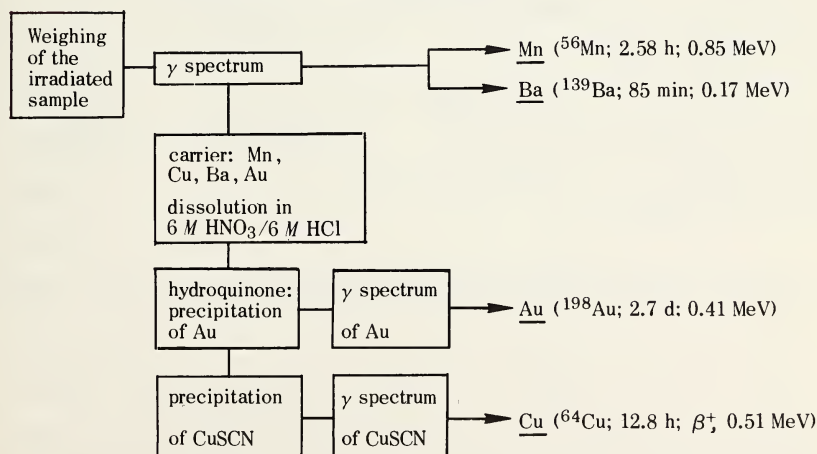 Weighing
of the
irradiated
sample
γ spectrum
Mn (⁵⁶Mn; 2.58 h; 0.85 MeV)
Ba (¹³⁹Ba; 85 min; 0.17 MeV)
carrier: Mn,
Cu, Ba, Au
dissolution in
6 M HNO₃/6 M HCl
hydroquinone:
precipitation
of Au
γ spectrum
of Au
Au (¹⁹⁸Au; 2.7 d; 0.41 MeV)
precipitation
of CuSCN
γ spectrum
of CuSCN
Cu (⁶⁴Cu; 12.8 h; β⁺, 0.51 MeV)